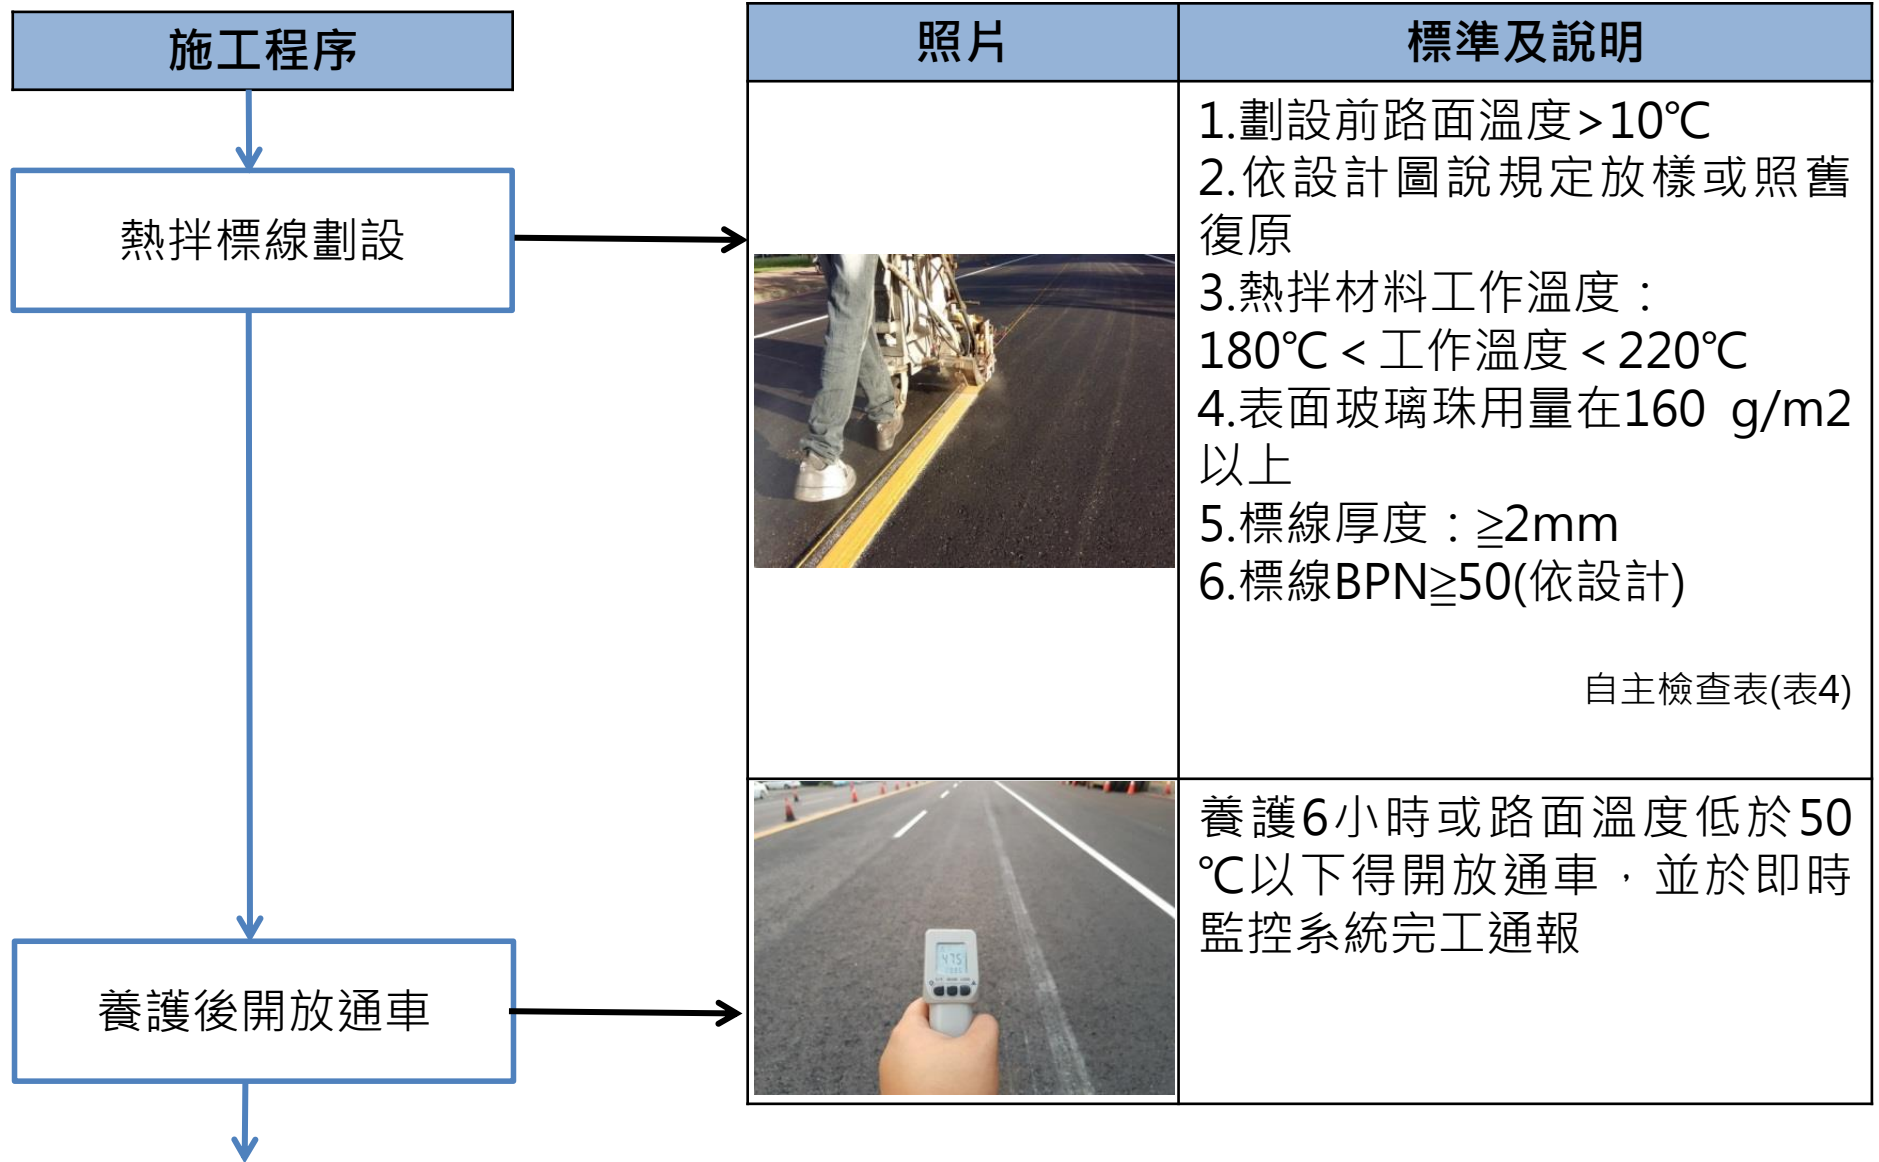 施工程序
照片
標準及說明
熱拌標線劃設
1.劃設前路面溫度>10℃
2.依設計圖說規定放樣或照舊
復原
3.熱拌材料工作溫度：
180℃<工作溫度<220℃
4.表面玻璃珠用量在160 g/m2
以上
5.標線厚度：≧2mm
6.標線BPN≧50(依設計)
自主檢查表(表4)
養護後開放通車
475
養護6小時或路面溫度低於50
℃以下得開放通車，並於即時
監控系統完工通報